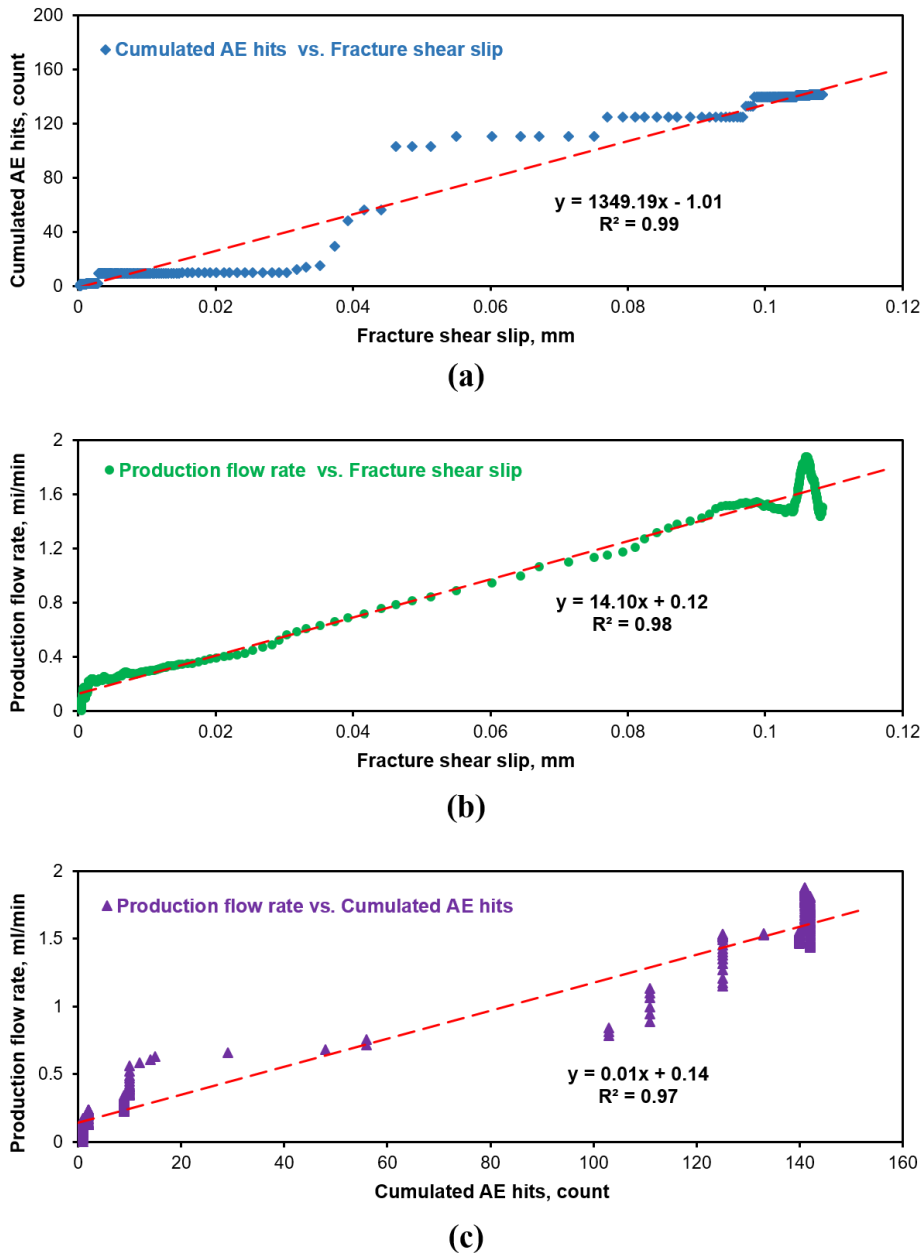 200
160
120
80
40
0
Cumulated AE hits, count
Cumulated AE hits vs. Fracture shear slip
y = 1349.19x - 1.01
R² = 0.99
0 0.02 0.04 0.06 0.08 0.1 0.12
Fracture shear slip, mm
(a)
2
1.6
1.2
0.8
0.4
0
Production flow rate, mi/min
Production flow rate vs. Fracture shear slip
y = 14.10x + 0.12
R² = 0.98
0 0.02 0.04 0.06 0.08 0.1 0.12
Fracture shear slip, mm
(b)
2
1.5
1
0.5
0
Production flow rate, ml/min
Production flow rate vs. Cumulated AE hits
y = 0.01x + 0.14
R² = 0.97
0 20 40 60 80 100 120 140 160
Cumulated AE hits, count
(c)